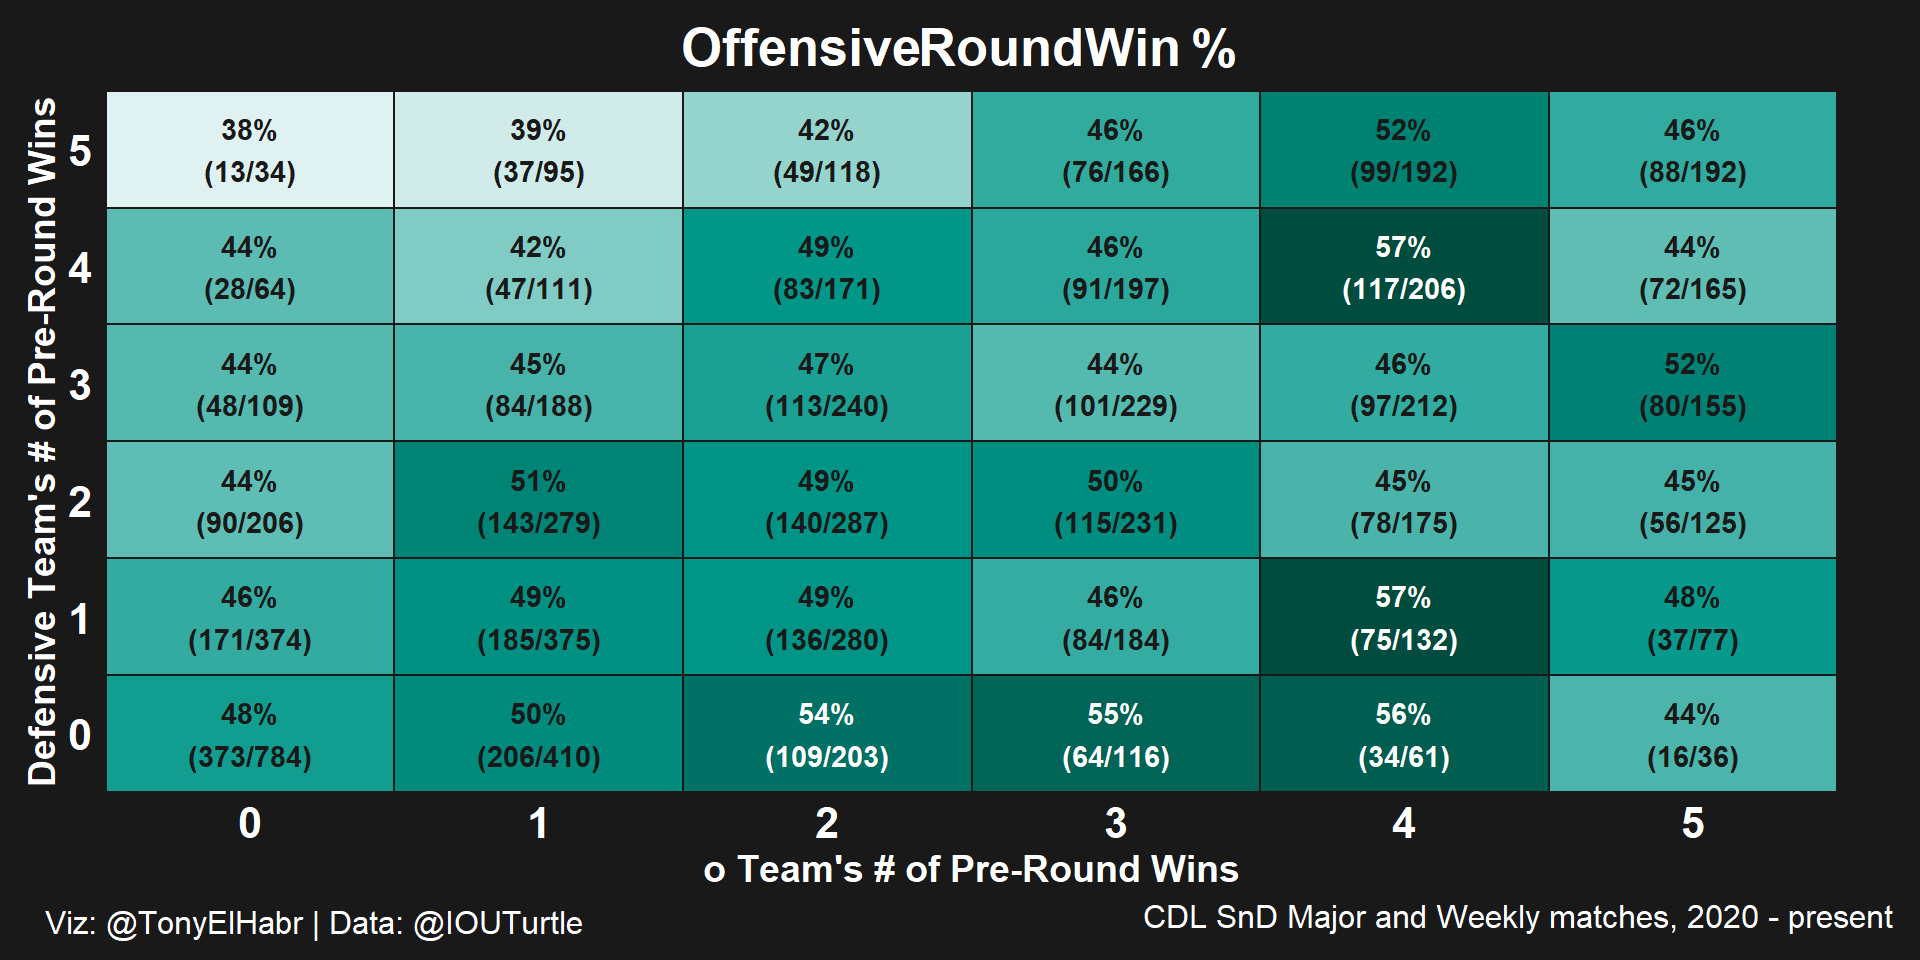 OffensiveRoundWin %
Defensive Team's # of Pre-Round Wins
5
38% 39% 42% 46% 52% 46%
(13/34) (37/95) (49/118) (76/166) (99/192) (88/192)
4
44% 42% 49% 46% 57% 44%
(28/64) (47/111) (83/171) (91/197) (117/206) (72/165)
3
44% 45% 47% 44% 46% 52%
(48/109) (84/188) (113/240) (101/229) (97/212) (80/155)
2
44% 51% 49% 50% 45% 45%
(90/206) (143/279) (140/287) (115/231) (78/175) (56/125)
1
46% 49% 49% 46% 57% 48%
(171/374) (185/375) (136/280) (84/184) (75/132) (37/77)
0
48% 50% 54% 55% 56% 44%
(373/784) (206/410) (109/203) (64/116) (34/61) (16/36)
0 1 2 3 4 5
o Team's # of Pre-Round Wins
Viz: @TonyElHabr | Data: @IOUTurtle
CDL SnD Major and Weekly matches, 2020 - present